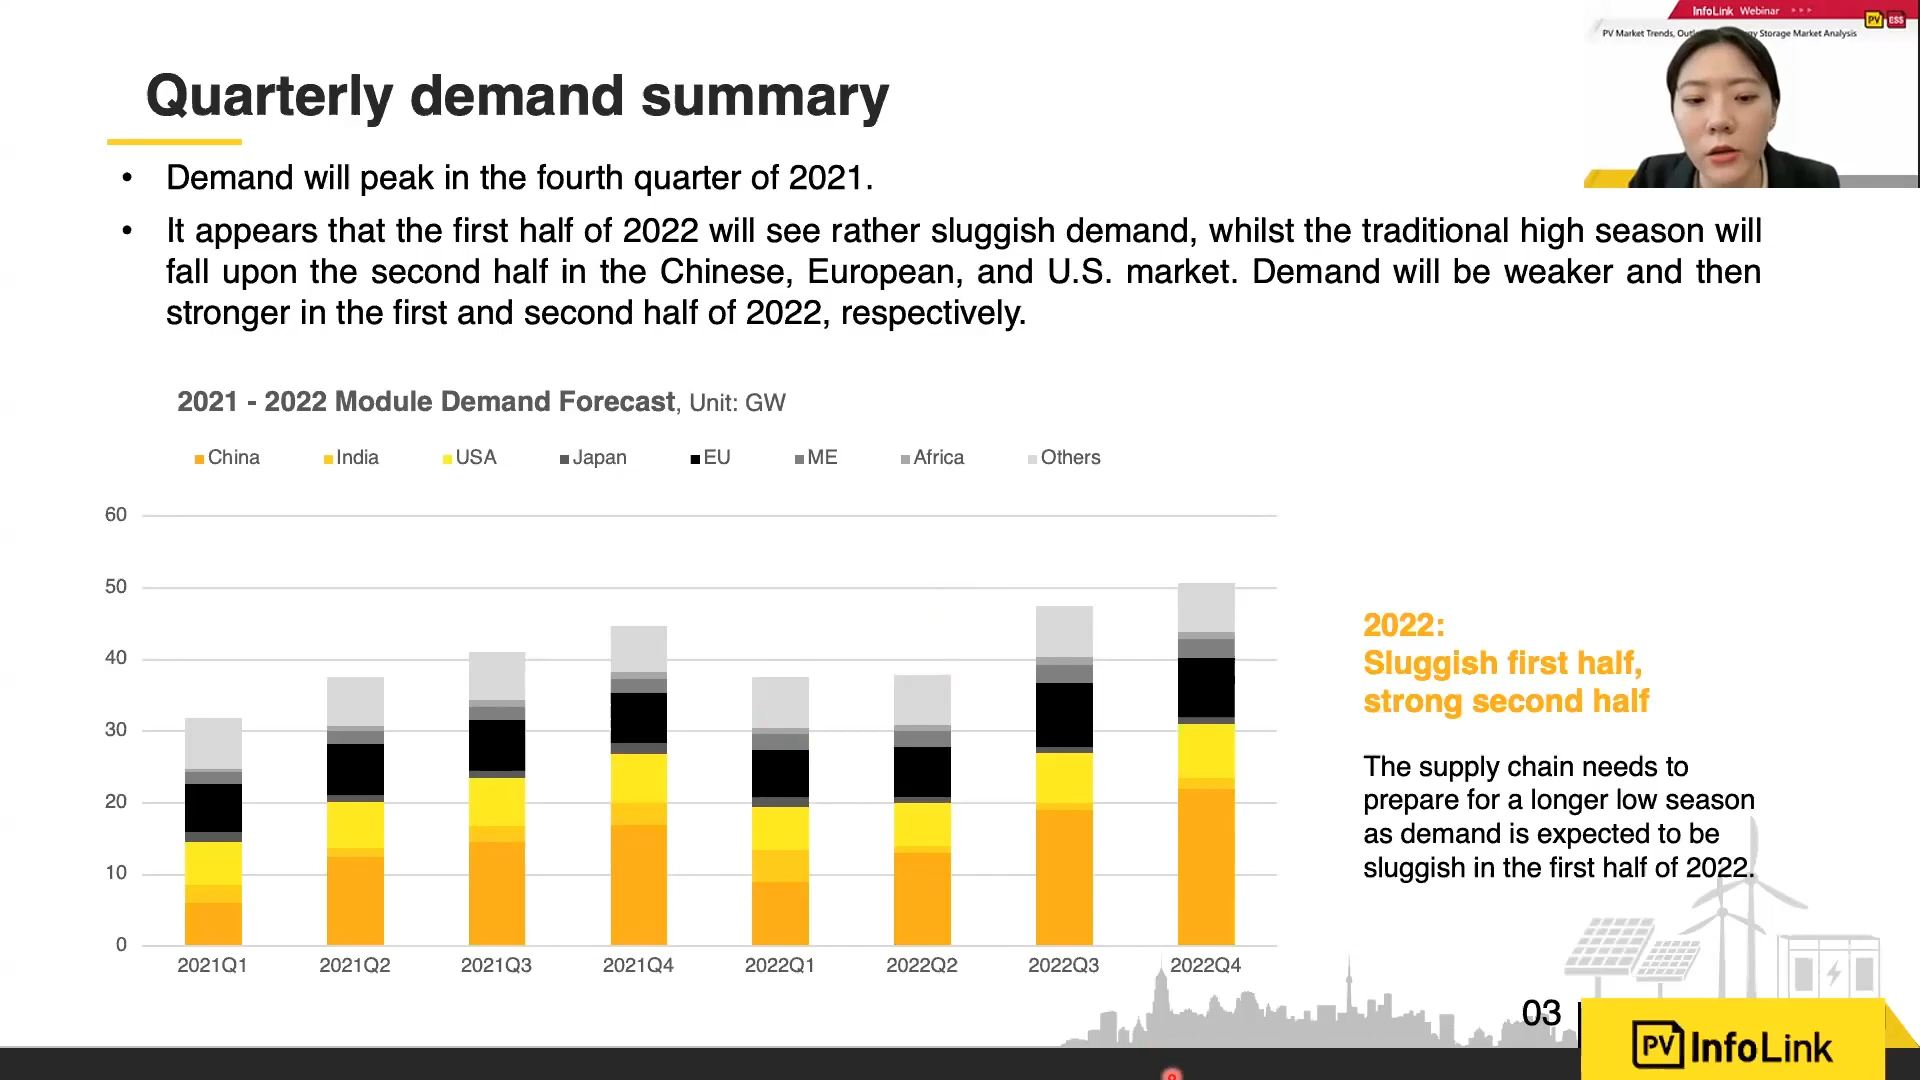 InfoLink Webinar >>>
PV ESS
PV Market Trends, gy Storage Market Analysis
Quarterly demand summary
• Demand will peak in the fourth quarter of 2021.
• It appears that the first half of 2022 will see rather sluggish demand, whilst the traditional high season will
fall upon the second half in the Chinese, European, and U.S. market. Demand will be weaker and then
stronger in the first and second half of 2022, respectively.
2021 - 2022 Module Demand Forecast, Unit: GW
China India USA Japan EU ME Africa Others
60
50
40
30
20
10
0
2021Q1 2021Q2 2021Q3 2021Q4 2022Q1 2022Q2 2022Q3 2022Q4
2022:
Sluggish first half,
strong second half
The supply chain needs to
prepare for a longer low season
as demand is expected to be
sluggish in the first half of 2022.
03
PV InfoLink